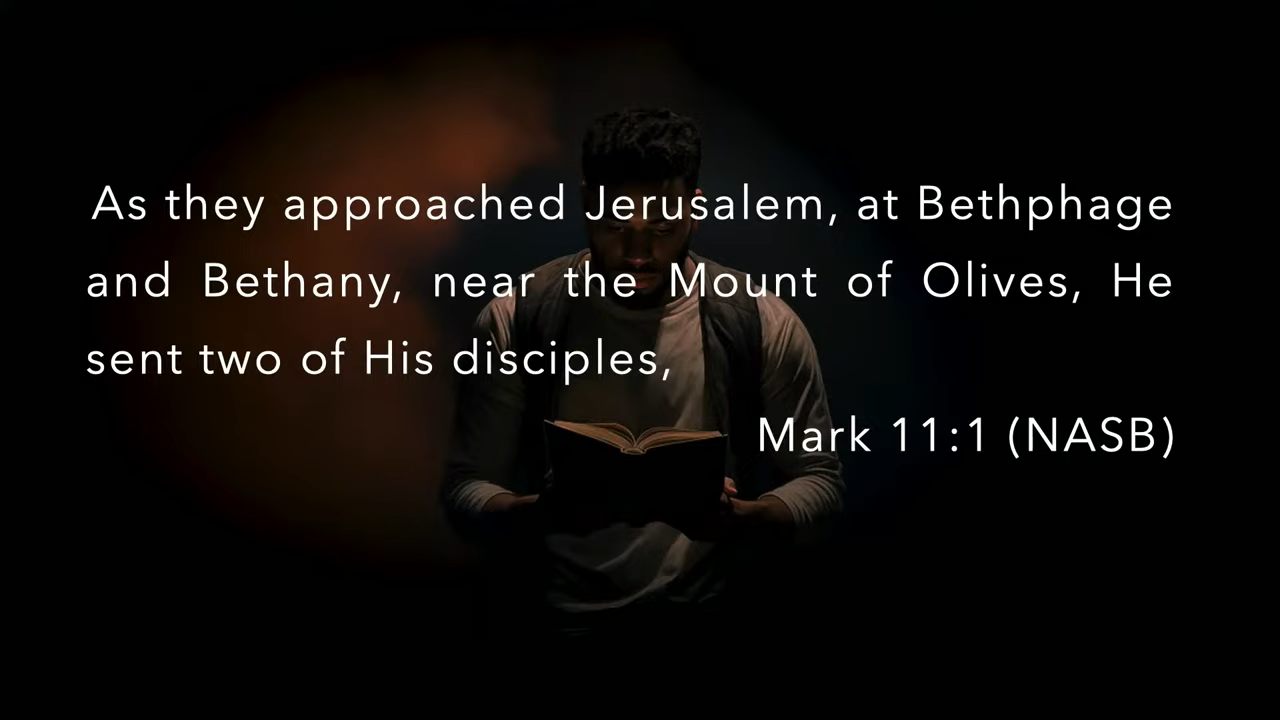 As they approached Jerusalem, at Bethphage
and Bethany, near the Mount of Olives, He
sent two of His disciples,
Mark 11:1 (NASB)